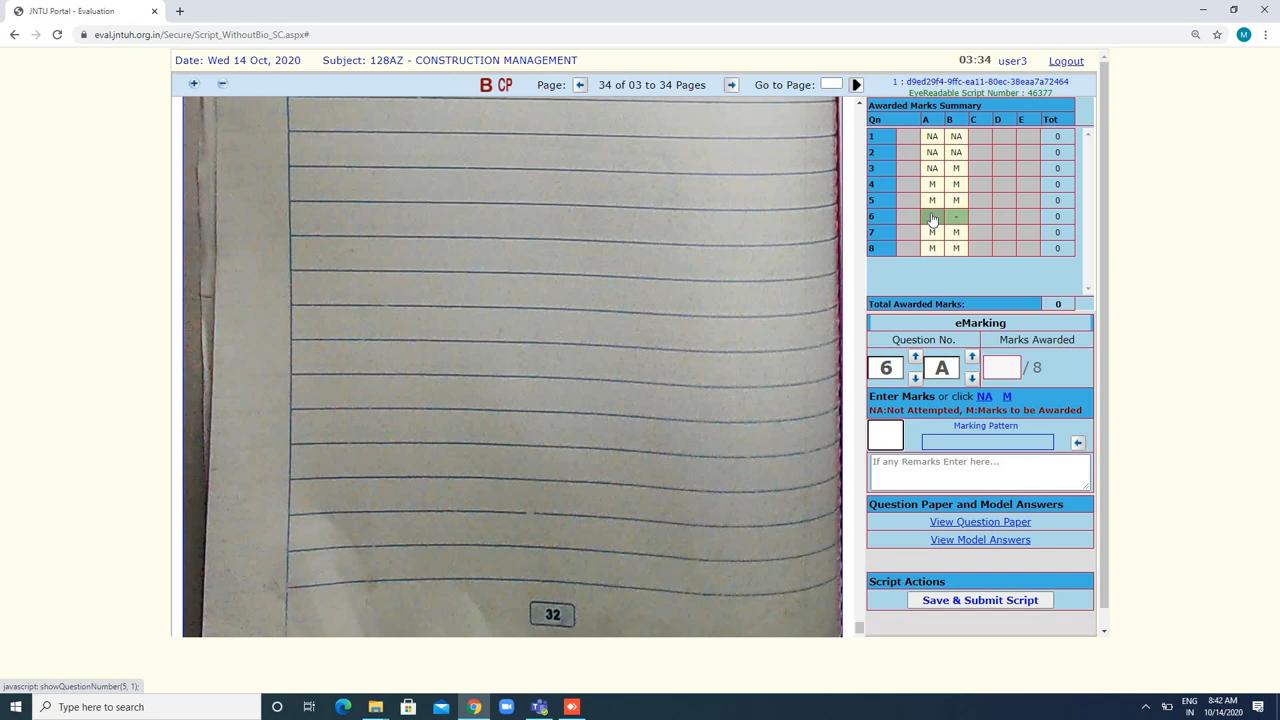 JNTU Portal - Evaluation
eval.jntuh.org.in/Secure/Script_WithoutBio_SC.aspx#
M
Date: Wed 14 Oct, 2020 Subject: 128AZ - CONSTRUCTION MANAGEMENT 03:34 user3 Logout
B CP Page: 34 of 03 to 34 Pages Go to Page:
1 : d9ed29f4-9ffc-ea11-80ec-38eaa7a72464
EyeReadable Script Number : 46377
Awarded Marks Summary
Qn A B C D E Tot
1 NA NA 0
2 NA NA 0
3 NA M 0
4 M M 0
5 M M 0
6 - 0
7 M M 0
8 M M 0
Total Awarded Marks: 0
eMarking
Question No. Marks Awarded
6 A / 8
Enter Marks or click NA M
NA:Not Attempted, M:Marks to be Awarded
Marking Pattern
If any Remarks Enter here...
Question Paper and Model Answers
View Question Paper
View Model Answers
Script Actions
Save & Submit Script
32
javascript: showQuestionNumber(5, 1);
Type here to search
ENG
IN
8:42 AM
10/14/2020